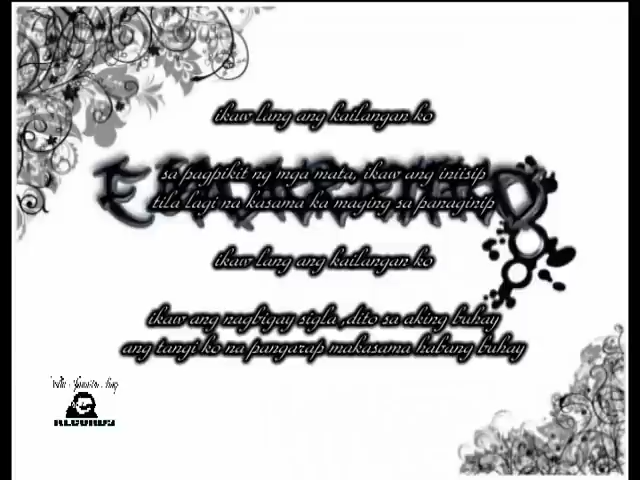 ikaw lang ang kailangan ko
sa pagpikit ng mga mata, ikaw ang iniisip
tila lagi na kasama ka maging sa panaginip
ikaw lang ang kailangan ko
ikaw ang nagbigay sigla ,dito sa aking buhay
ang tangi ko na pangarap makasama habang buhay
RECORDS